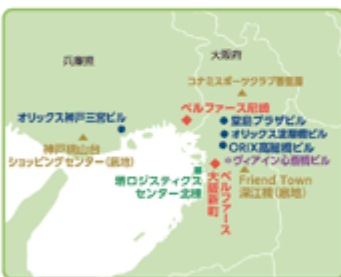 兵庫県
大阪府
コナミスポーツクラブ香里園
ベルファース尼崎
オリックス神戸三宮ビル
堂島プラザビル
オリックス淀屋橋ビル
ORIX高麗橋ビル
神戸桃山台
ショッピングセンター(底地)
ヴィアイン心斎橋ビル
ベルファース
大阪新町
堺ロジスティクス
センター北棟
Friend Town
深江橋(底地)